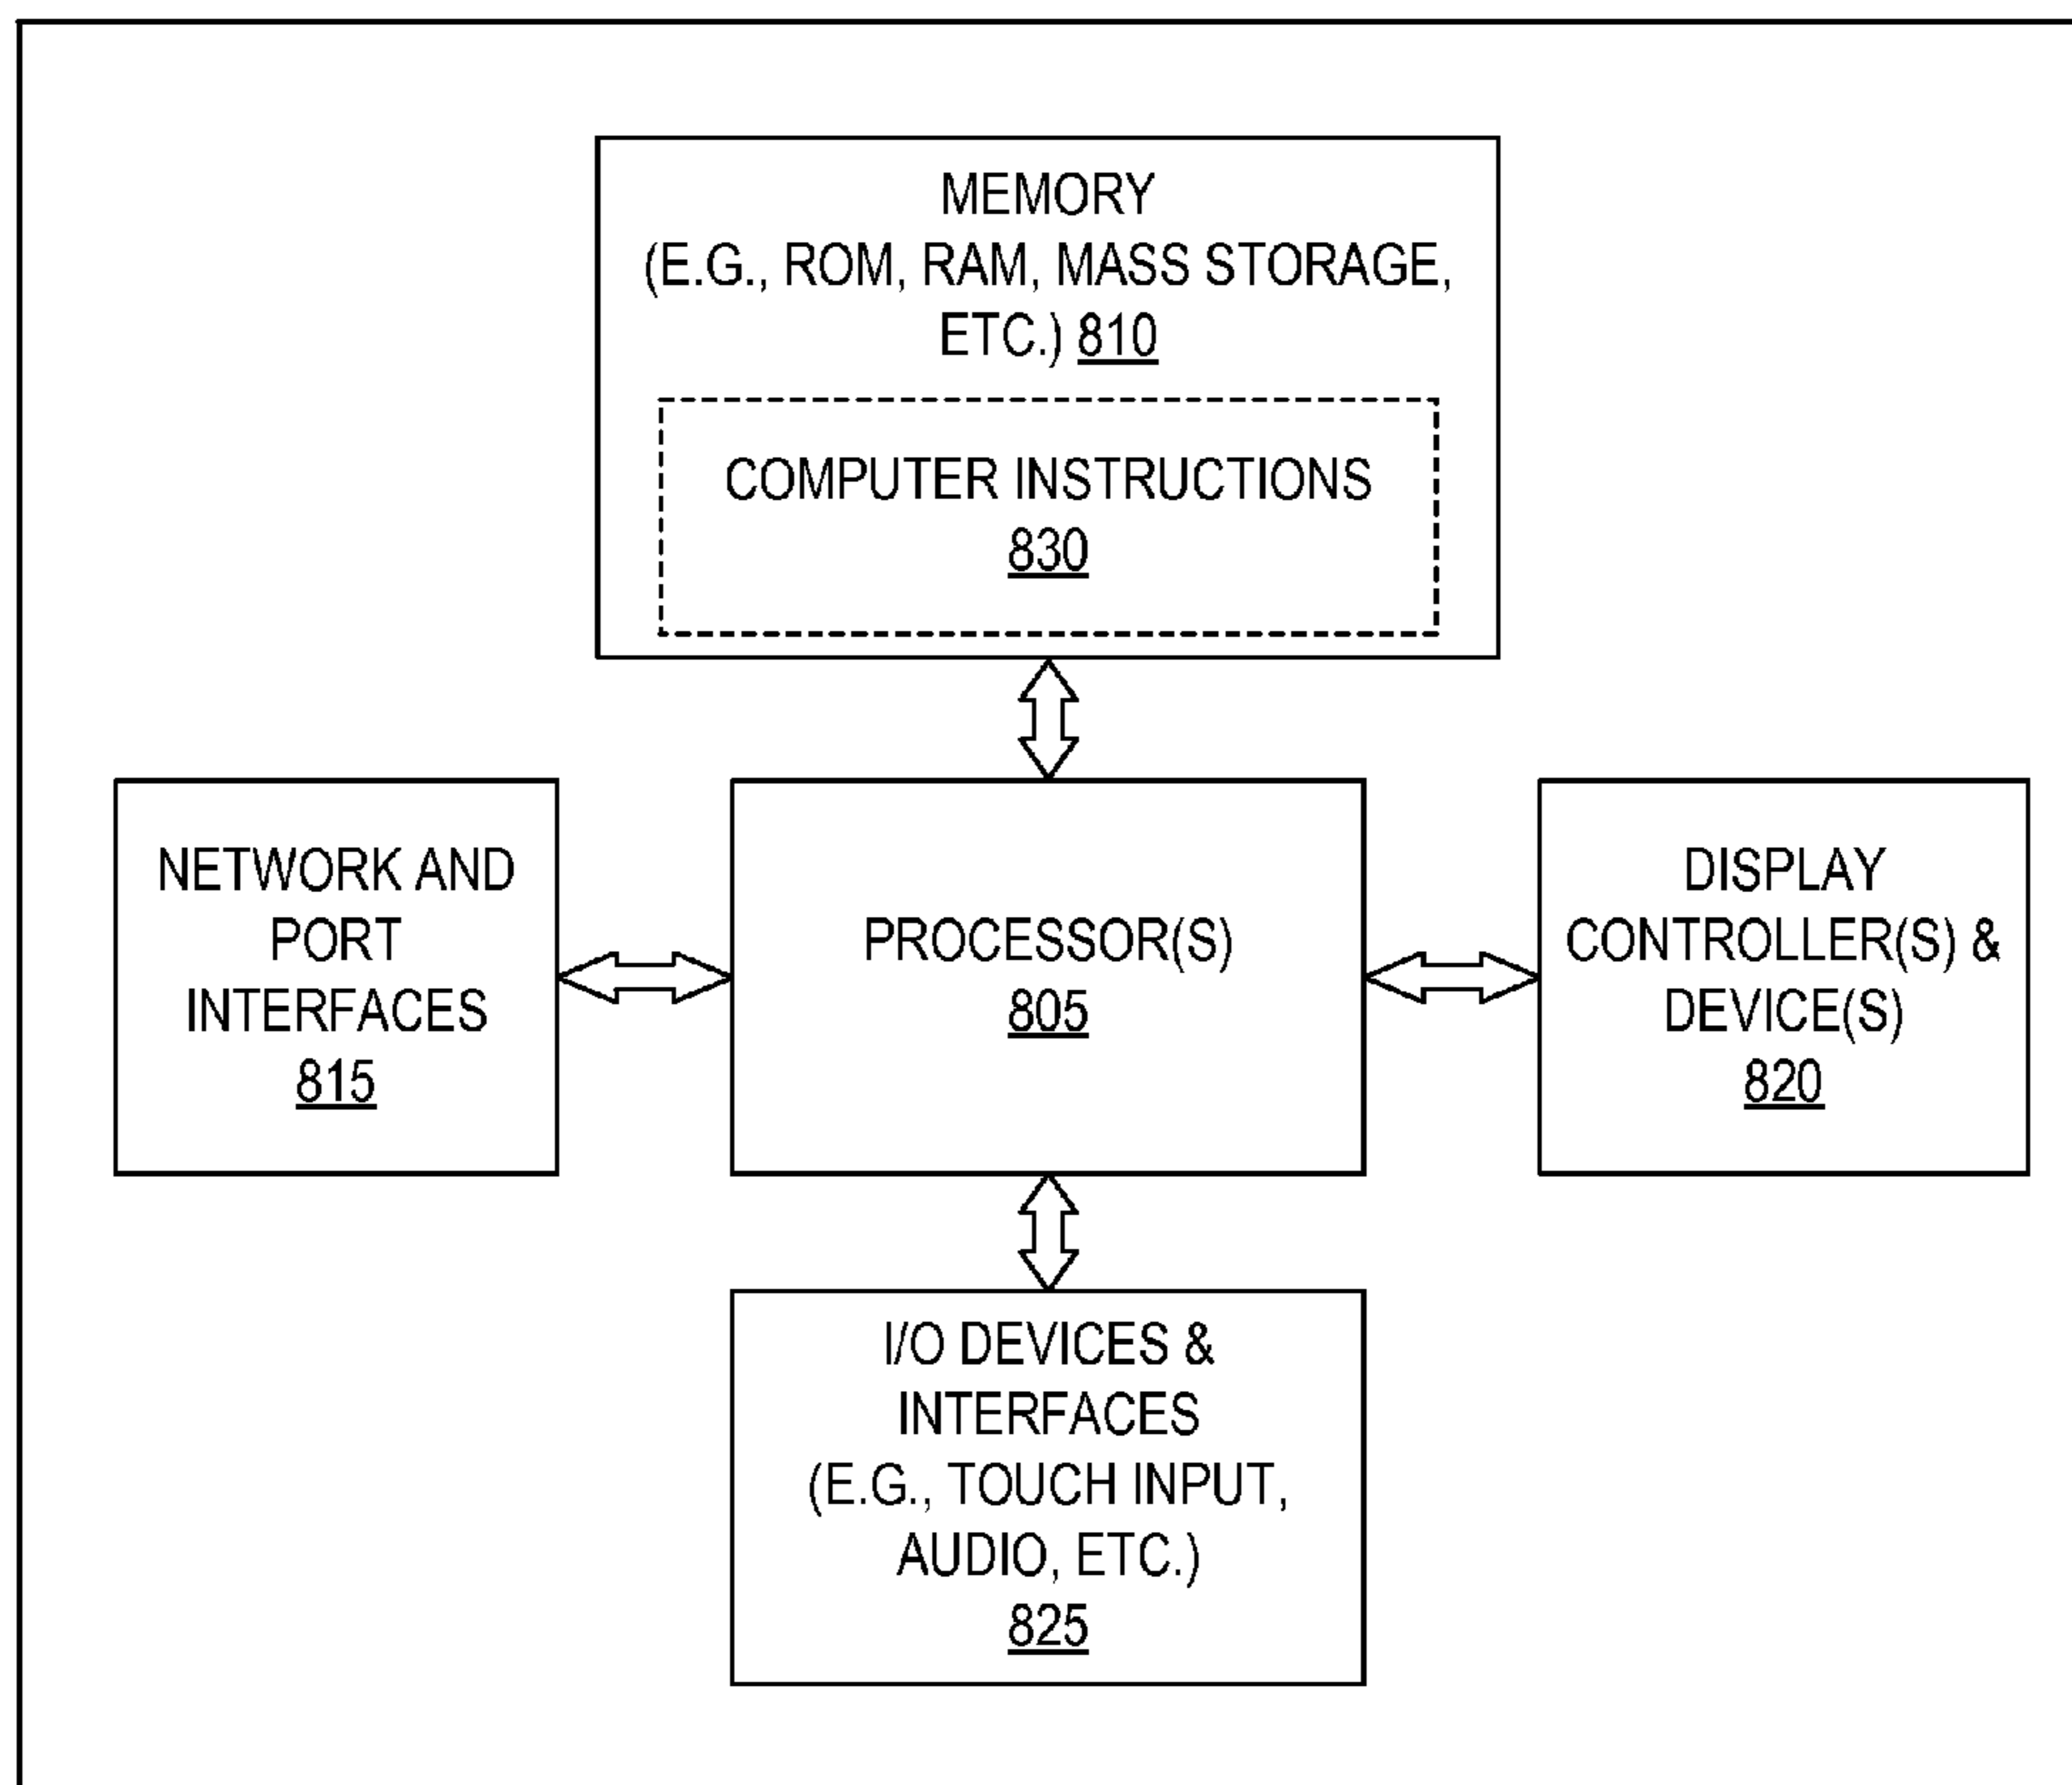 MEMORY
(E.G., ROM, RAM, MASS STORAGE,
ETC.) 810
COMPUTER INSTRUCTIONS
830
NETWORK AND
PORT
INTERFACES
815
PROCESSOR(S)
805
DISPLAY
CONTROLLER(S) &
DEVICE(S)
820
I/O DEVICES &
INTERFACES
(E.G., TOUCH INPUT,
AUDIO, ETC.)
825